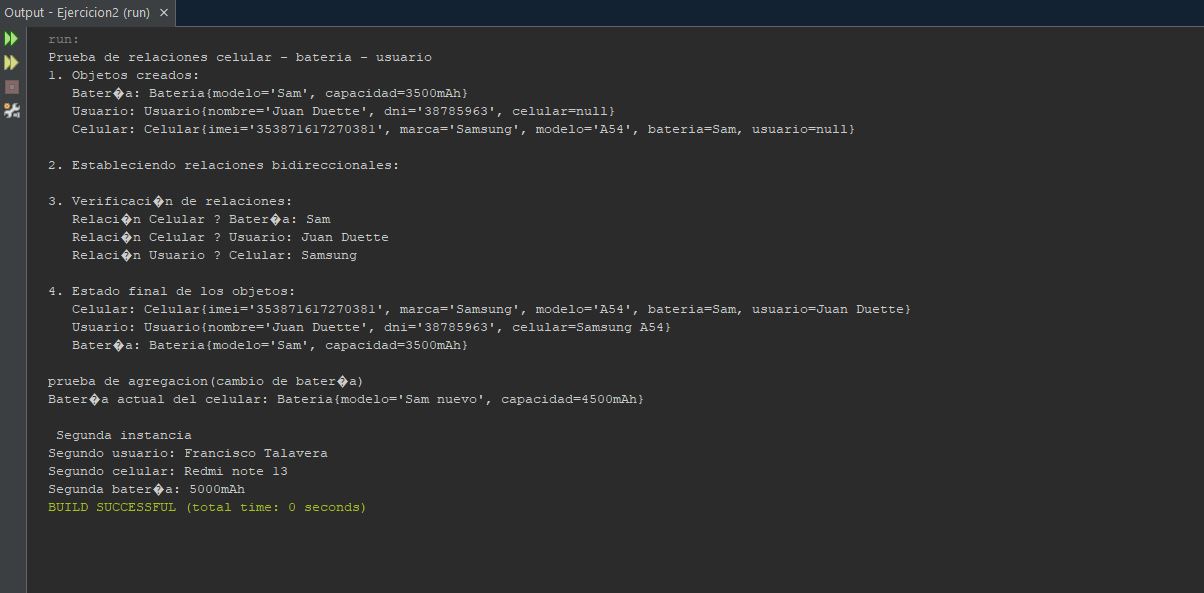 Output - Ejercicion2 (run) ×
run:
Prueba de relaciones celular - bateria - usuario
1. Objetos creados:
Bater�a: Bateria{modelo='Sam', capacidad=3500mAh}
Usuario: Usuario{nombre='Juan Duette', dni='38785963', celular=null}
Celular: Celular{imei='353871617270381', marca='Samsung', modelo='A54', bateria=Sam, usuario=null}
2. Estableciendo relaciones bidireccionales:
3. Verificaci�n de relaciones:
Relaci�n Celular ? Bater�a: Sam
Relaci�n Celular ? Usuario: Juan Duette
Relaci�n Usuario ? Celular: Samsung
4. Estado final de los objetos:
Celular: Celular{imei='353871617270381', marca='Samsung', modelo='A54', bateria=Sam, usuario=Juan Duette}
Usuario: Usuario{nombre='Juan Duette', dni='38785963', celular=Samsung A54}
Bater�a: Bateria{modelo='Sam', capacidad=3500mAh}
prueba de agregacion(cambio de bater�a)
Bater�a actual del celular: Bateria{modelo='Sam nuevo', capacidad=4500mAh}
Segunda instancia
Segundo usuario: Francisco Talavera
Segundo celular: Redmi note 13
Segunda bater�a: 5000mAh
BUILD SUCCESSFUL (total time: 0 seconds)